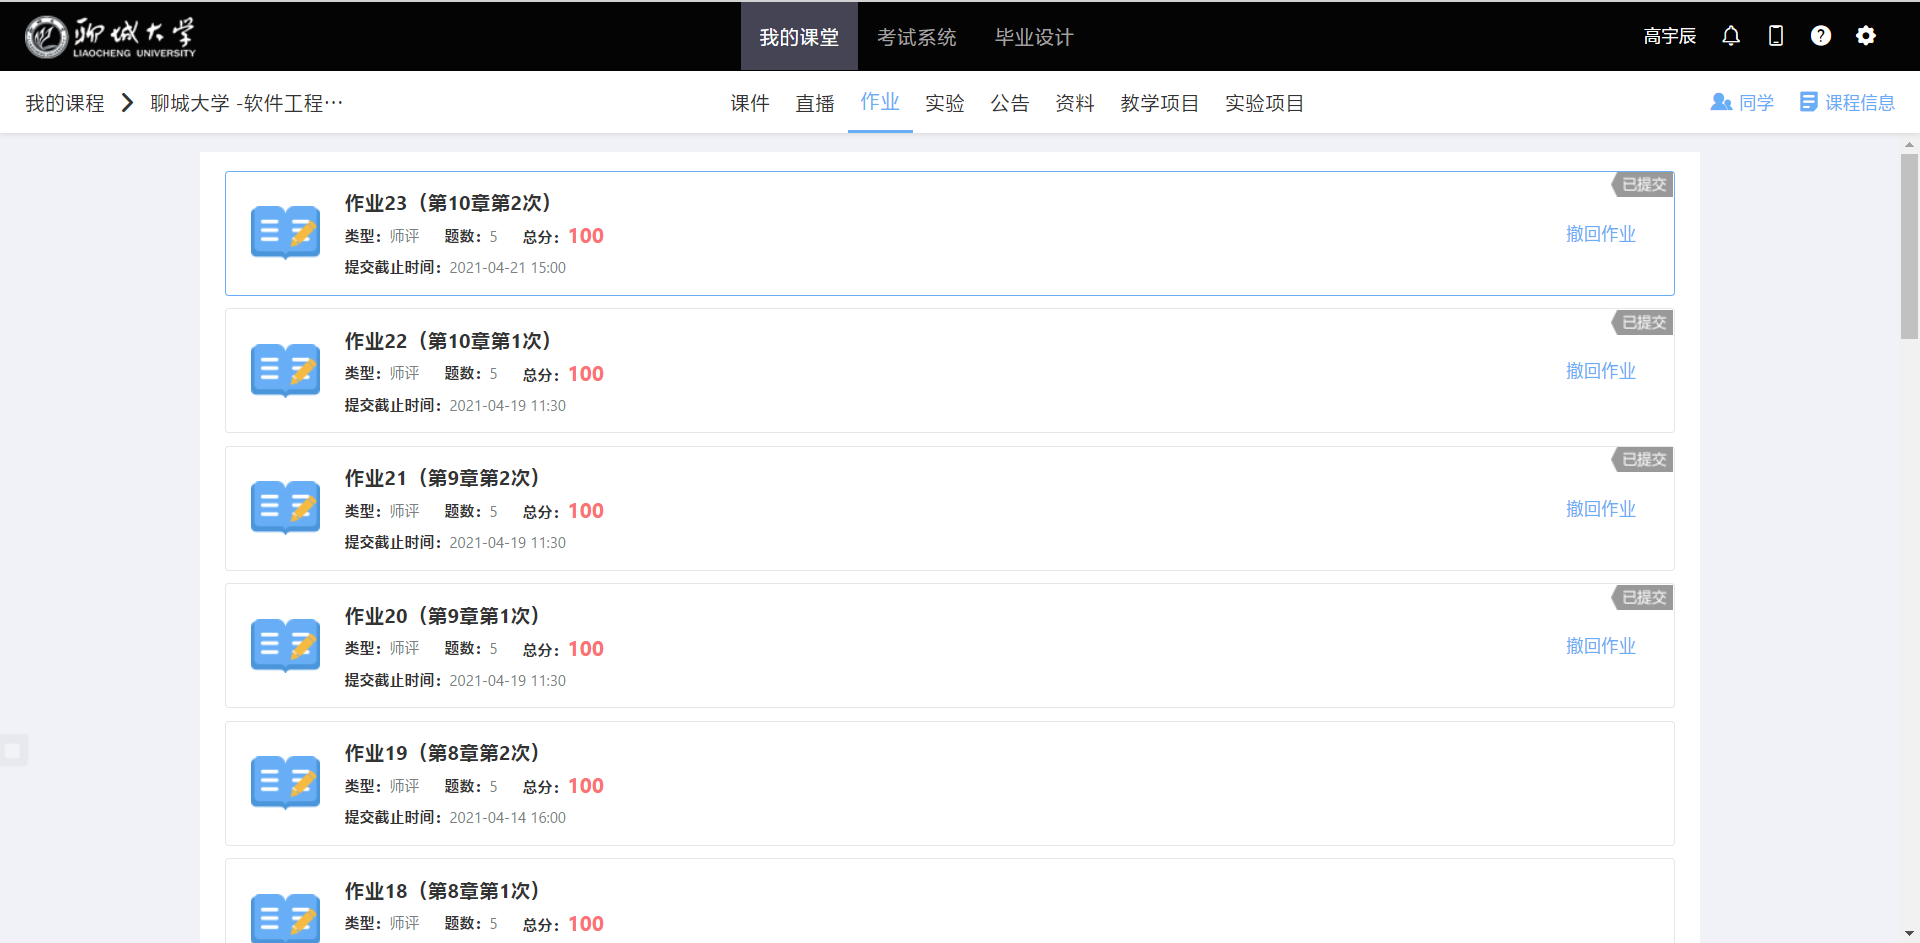 聊城大学
LIAOCHENG UNIVERSITY
我的课堂 考试系统 毕业设计 高宇辰
我的课程 聊城大学 -软件工程… 课件 直播 作业 实验 公告 资料 教学项目 实验项目 同学 课程信息
已提交
作业23（第10章第2次）
类型：师评 题数：5 总分：100
撤回作业
提交截止时间：2021-04-21 15:00
已提交
作业22（第10章第1次）
类型：师评 题数：5 总分：100
撤回作业
提交截止时间：2021-04-19 11:30
已提交
作业21（第9章第2次）
类型：师评 题数：5 总分：100
撤回作业
提交截止时间：2021-04-19 11:30
已提交
作业20（第9章第1次）
类型：师评 题数：5 总分：100
撤回作业
提交截止时间：2021-04-19 11:30
作业19（第8章第2次）
类型：师评 题数：5 总分：100
提交截止时间：2021-04-14 16:00
作业18（第8章第1次）
类型：师评 题数：5 总分：100